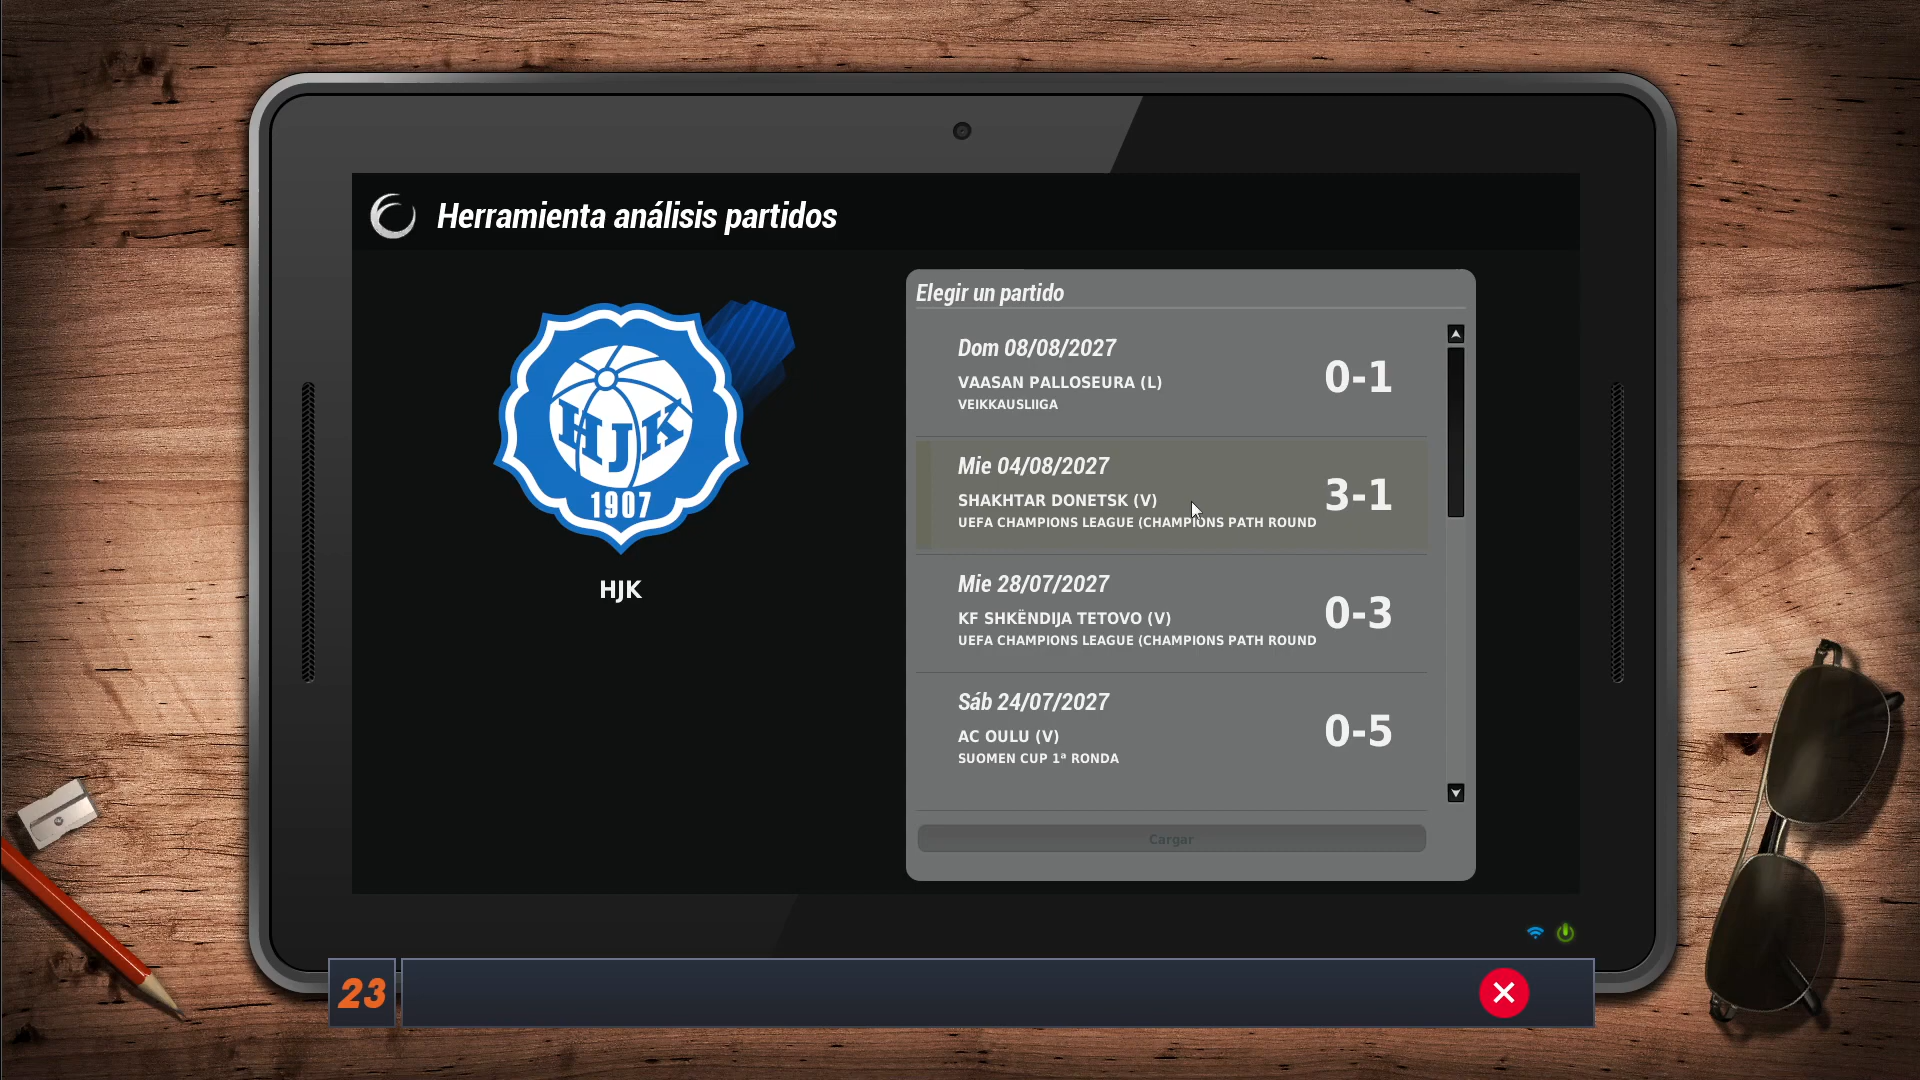 Herramienta análisis partidos
HJK
1907
HJK
Elegir un partido
Dom 08/08/2027
VAASAN PALLOSEURA (L)
VEIKKAUSLIIGA
0-1
Mie 04/08/2027
SHAKHTAR DONETSK (V)
UEFA CHAMPIONS LEAGUE (CHAMPIONS PATH ROUND
3-1
Mie 28/07/2027
KF SHKËNDIJA TETOVO (V)
UEFA CHAMPIONS LEAGUE (CHAMPIONS PATH ROUND
0-3
Sáb 24/07/2027
AC OULU (V)
SUOMEN CUP 1ª RONDA
0-5
Cargar
23